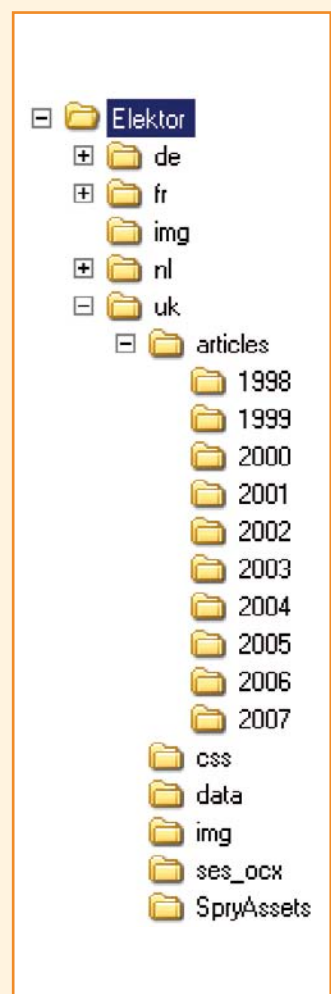 Elektor
de
fr
img
nl
uk
articles
1998
1999
2000
2001
2002
2003
2004
2005
2006
2007
css
data
img
ses_ocx
SpryAssets